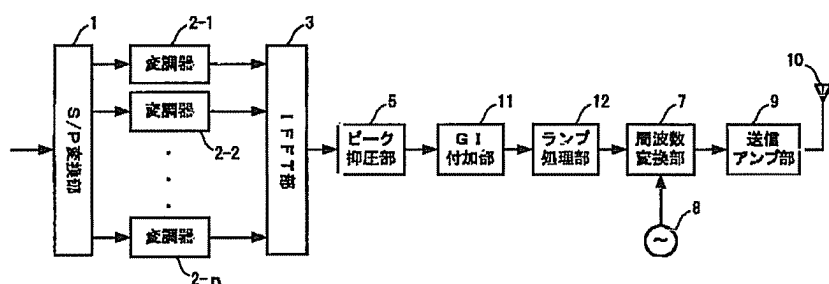 1
2-1
3
変調器
変調器
2-2
変調器
2-n
S/P変換部
IFFT部
5
ピーク
抑圧部
11
GI
付加部
12
ランプ
処理部
7
周波数
変換部
8
~
9
送信
アンプ部
10